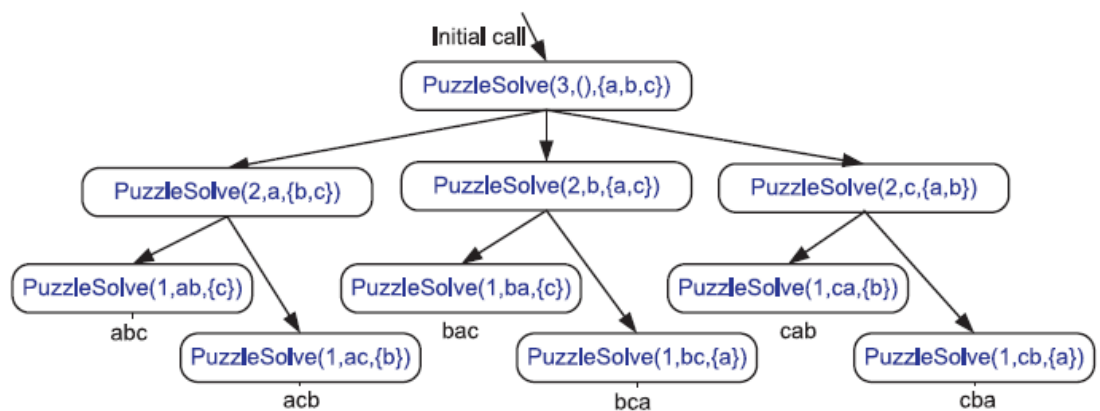 Initial call
PuzzleSolve(3,(),{a,b,c})
PuzzleSolve(2,a,{b,c})
PuzzleSolve(2,b,{a,c})
PuzzleSolve(2,c,{a,b})
PuzzleSolve(1,ab,{c})
abc
PuzzleSolve(1,ba,{c})
bac
PuzzleSolve(1,ca,{b})
cab
PuzzleSolve(1,ac,{b})
acb
PuzzleSolve(1,bc,{a})
bca
PuzzleSolve(1,cb,{a})
cba